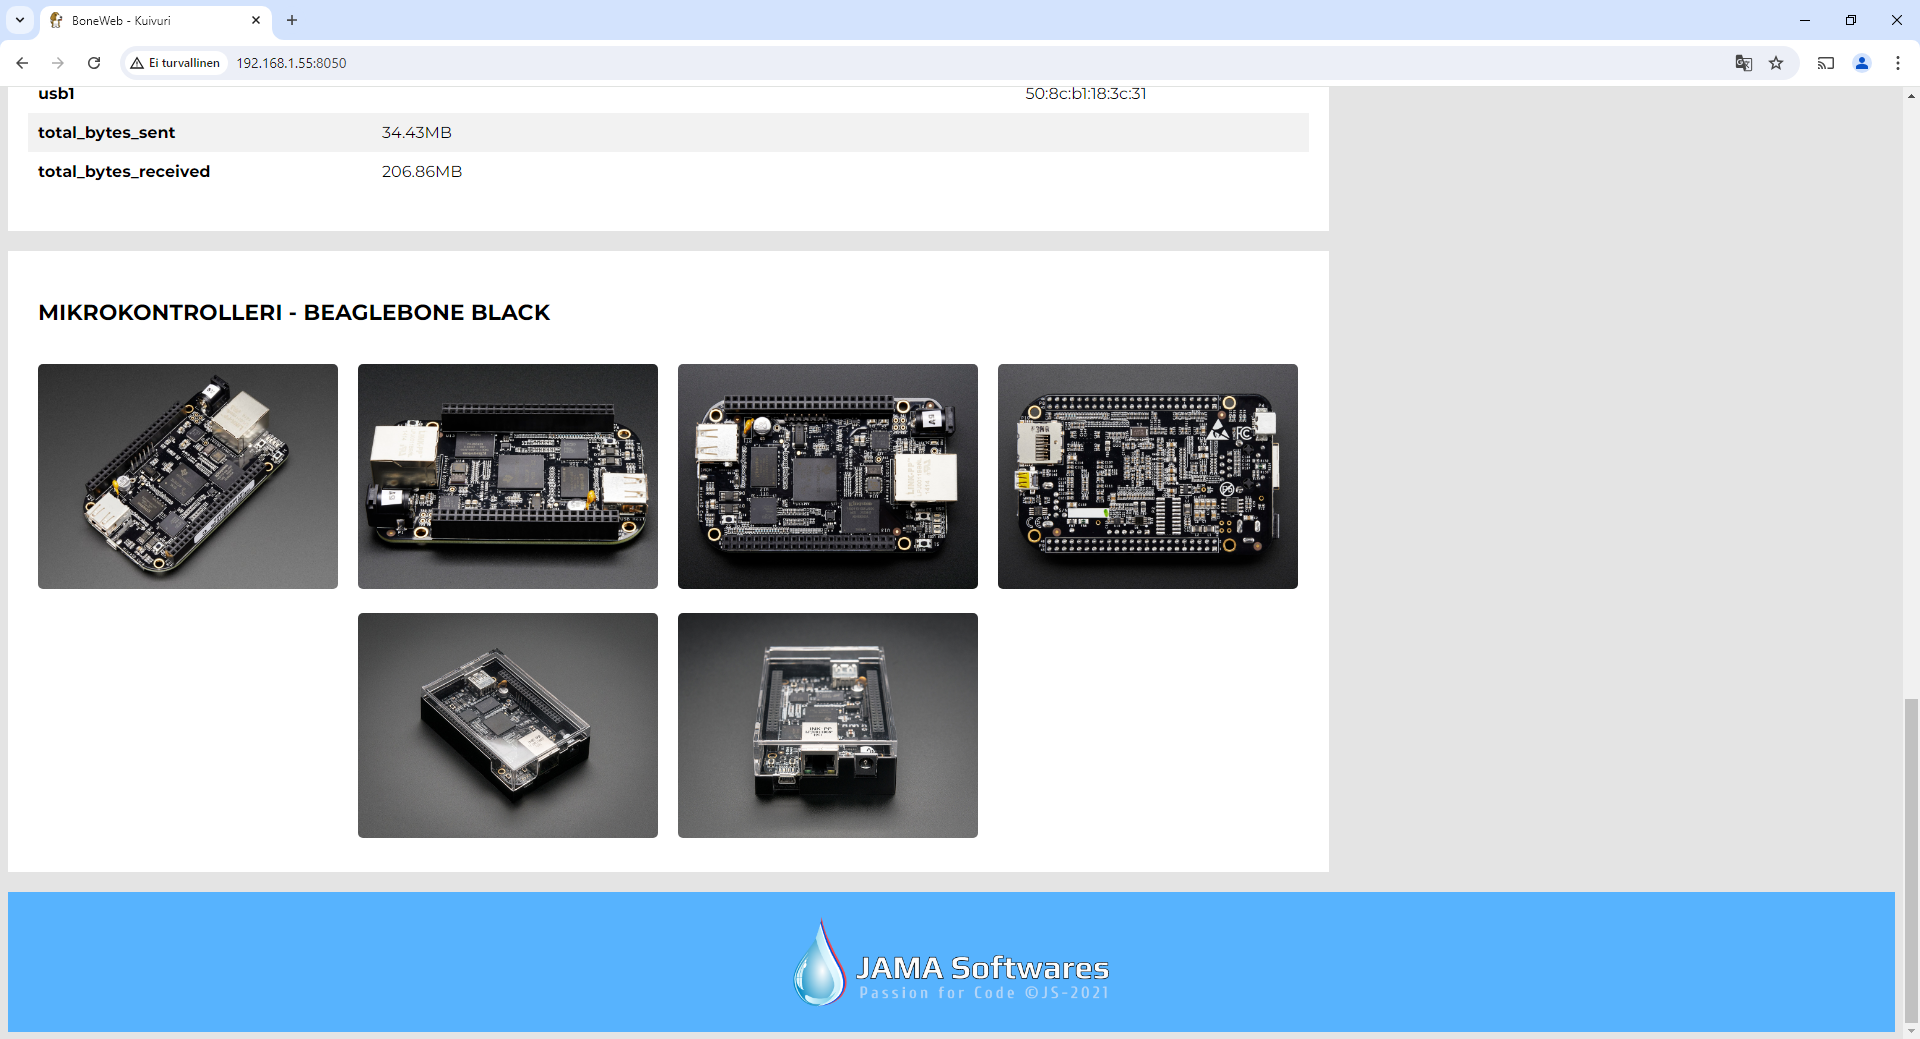 BoneWeb - Kuivuri
Ei turvallinen
192.168.1.55:8050
usb1 50:8c:b1:18:3c:31
total_bytes_sent 34.43MB
total_bytes_received 206.86MB
MIKROKONTROLLERI - BEAGLEBONE BLACK
JAMA Softwares
Passion for Code ©JS-2021